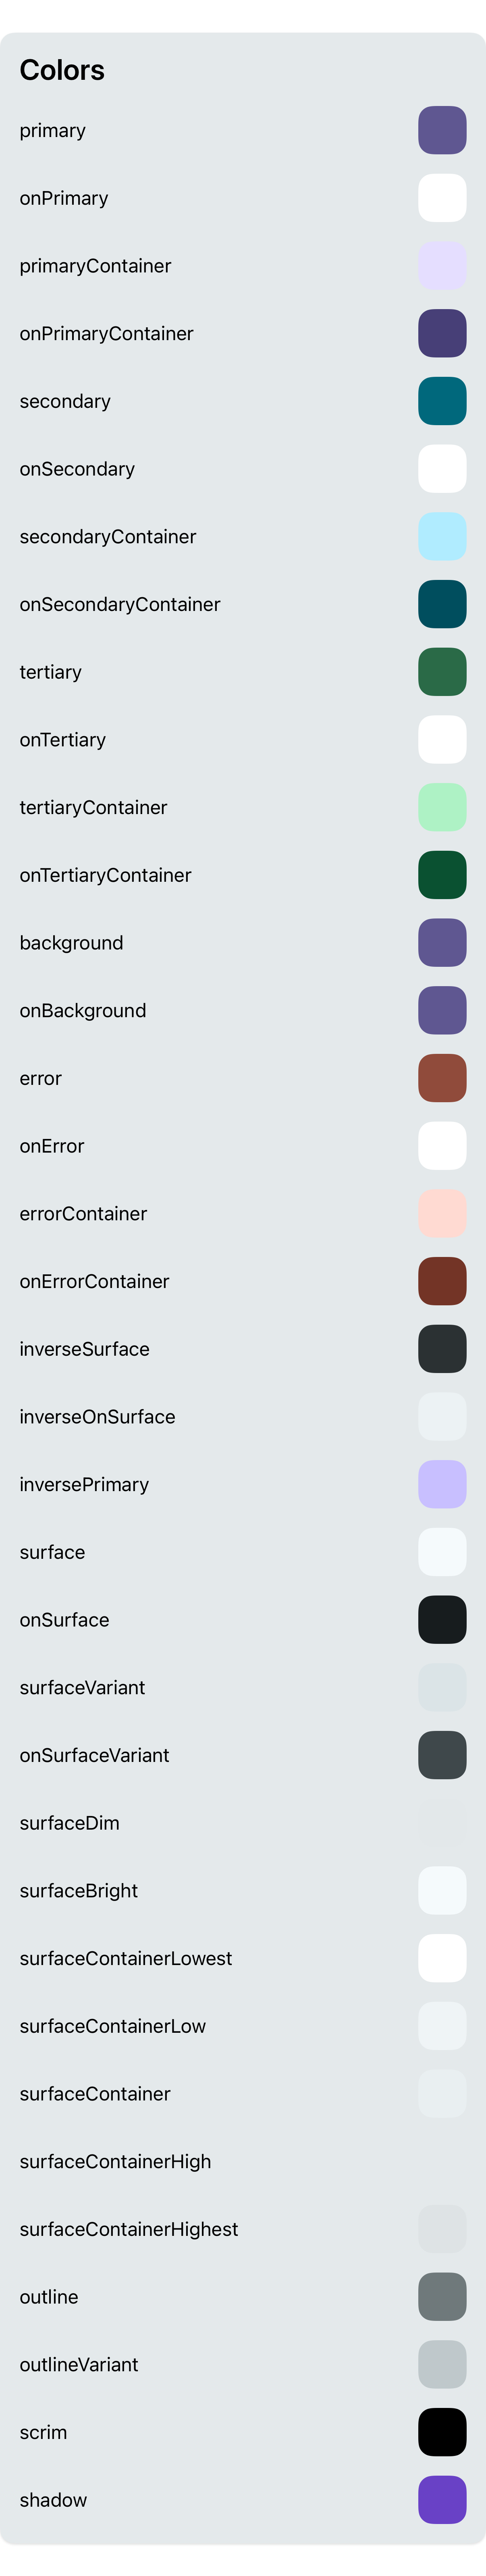 Colors
primary
onPrimary
primaryContainer
onPrimaryContainer
secondary
onSecondary
secondaryContainer
onSecondaryContainer
tertiary
onTertiary
tertiaryContainer
onTertiaryContainer
background
onBackground
error
onError
errorContainer
onErrorContainer
inverseSurface
inverseOnSurface
inversePrimary
surface
onSurface
surfaceVariant
onSurfaceVariant
surfaceDim
surfaceBright
surfaceContainerLowest
surfaceContainerLow
surfaceContainer
surfaceContainerHigh
surfaceContainerHighest
outline
outlineVariant
scrim
shadow